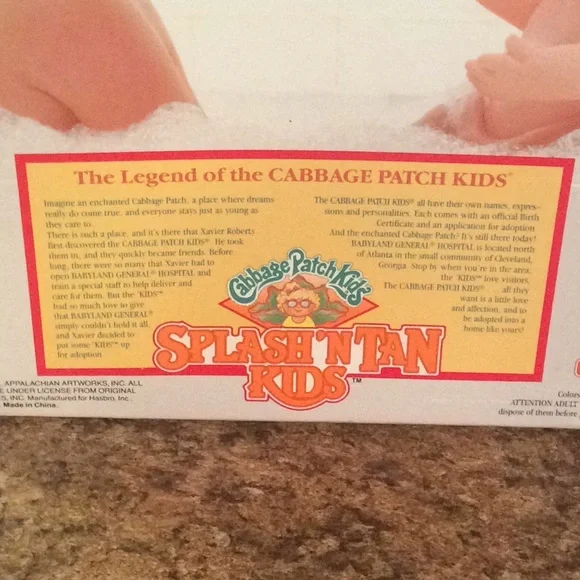 The Legend of the CABBAGE PATCH KIDS®
Imagine an enchanted Cabbage Patch, a place where dreams
really do come true, and everyone stays just as young as
they care to.
There is such a place, and it's there that Xavier Roberts
first discovered the CABBAGE PATCH KIDS® He took
them in, and they quickly became friends. Before
long, there were so many that Xavier had to
open BABYLAND GENERAL® HOSPITAL and
train a special staff to help deliver and
care for them. But the 'KIDS'™
had so much love to give
that BABYLAND GENERAL®
simply couldn't hold it all,
and Xavier decided to
put some 'KIDS'™ up
for adoption
The CABBAGE PATCH KIDS® all have their own names, expres-
sions and personalities. Each comes with an official Birth
Certificate and an application for adoption
And the enchanted Cabbage Patch? It's still there today!
BABYLAND GENERAL® HOSPITAL is located north
of Atlanta in the small community of Cleveland,
Georgia. Stop by when you're in the area,
the "KIDS"™ love visitors,
The CABBAGE PATCH KIDS® all they
want is a little love
and affection, and to
be adopted into a
home like yours!
Cabbage Patch Kids®
SPLASH 'N TAN
KIDS™
APPALACHIAN ARTWORKS, INC. ALL
UNDER LICENSE FROM ORIGINAL
INC. Manufactured for Hasbro, Inc.,
Made in China.
Colors
ATTENTION ADULT
dispose of them before